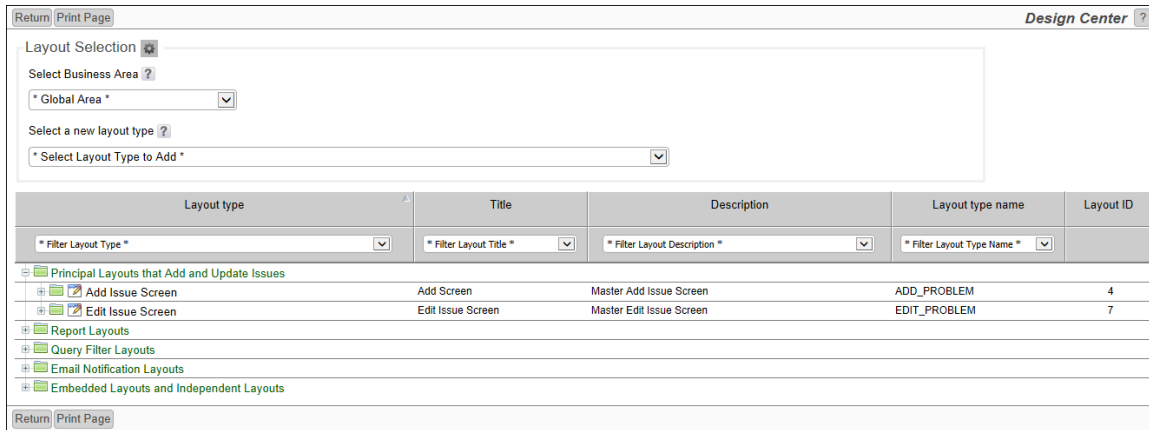 Return Print Page Design Center ?
Layout Selection
Select Business Area ?
* Global Area *
Select a new layout type ?
* Select Layout Type to Add *
Layout type Title Description Layout type name Layout ID
* Filter Layout Type * * Filter Layout Title * * Filter Layout Description * * Filter Layout Type Name *
Principal Layouts that Add and Update Issues
Add Issue Screen Add Screen Master Add Issue Screen ADD_PROBLEM 4
Edit Issue Screen Edit Issue Screen Master Edit Issue Screen EDIT_PROBLEM 7
Report Layouts
Query Filter Layouts
Email Notification Layouts
Embedded Layouts and Independent Layouts
Return Print Page